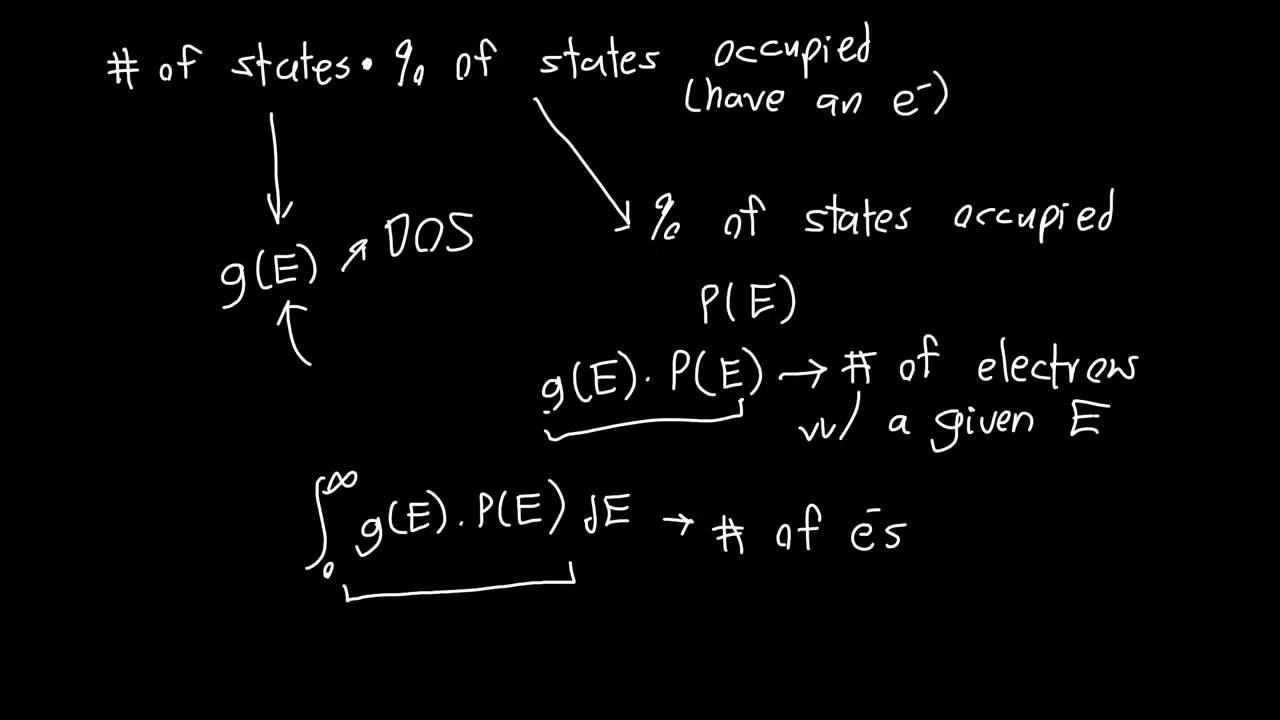 # of states · % of states occupied
(have an e⁻)
g(E) ↗ DOS
% of states occupied
P(E)
g(E) · P(E) → # of electrons
w/ a given E
∫₀^∞ g(E) · P(E) dE → # of e⁻s